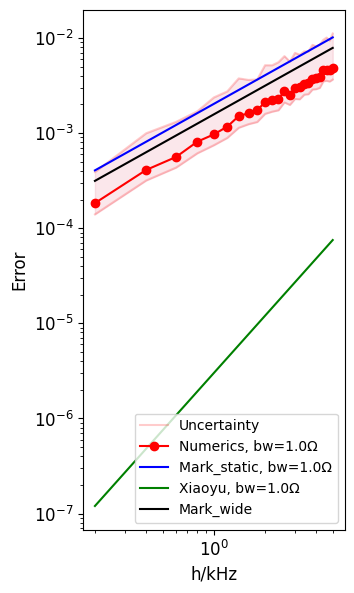 10⁻²
10⁻³
10⁻⁴
10⁻⁵
10⁻⁶
10⁻⁷
Error
Uncertainty
Numerics, bw=1.0Ω
Mark_static, bw=1.0Ω
Xiaoyu, bw=1.0Ω
Mark_wide
10⁰
h/kHz